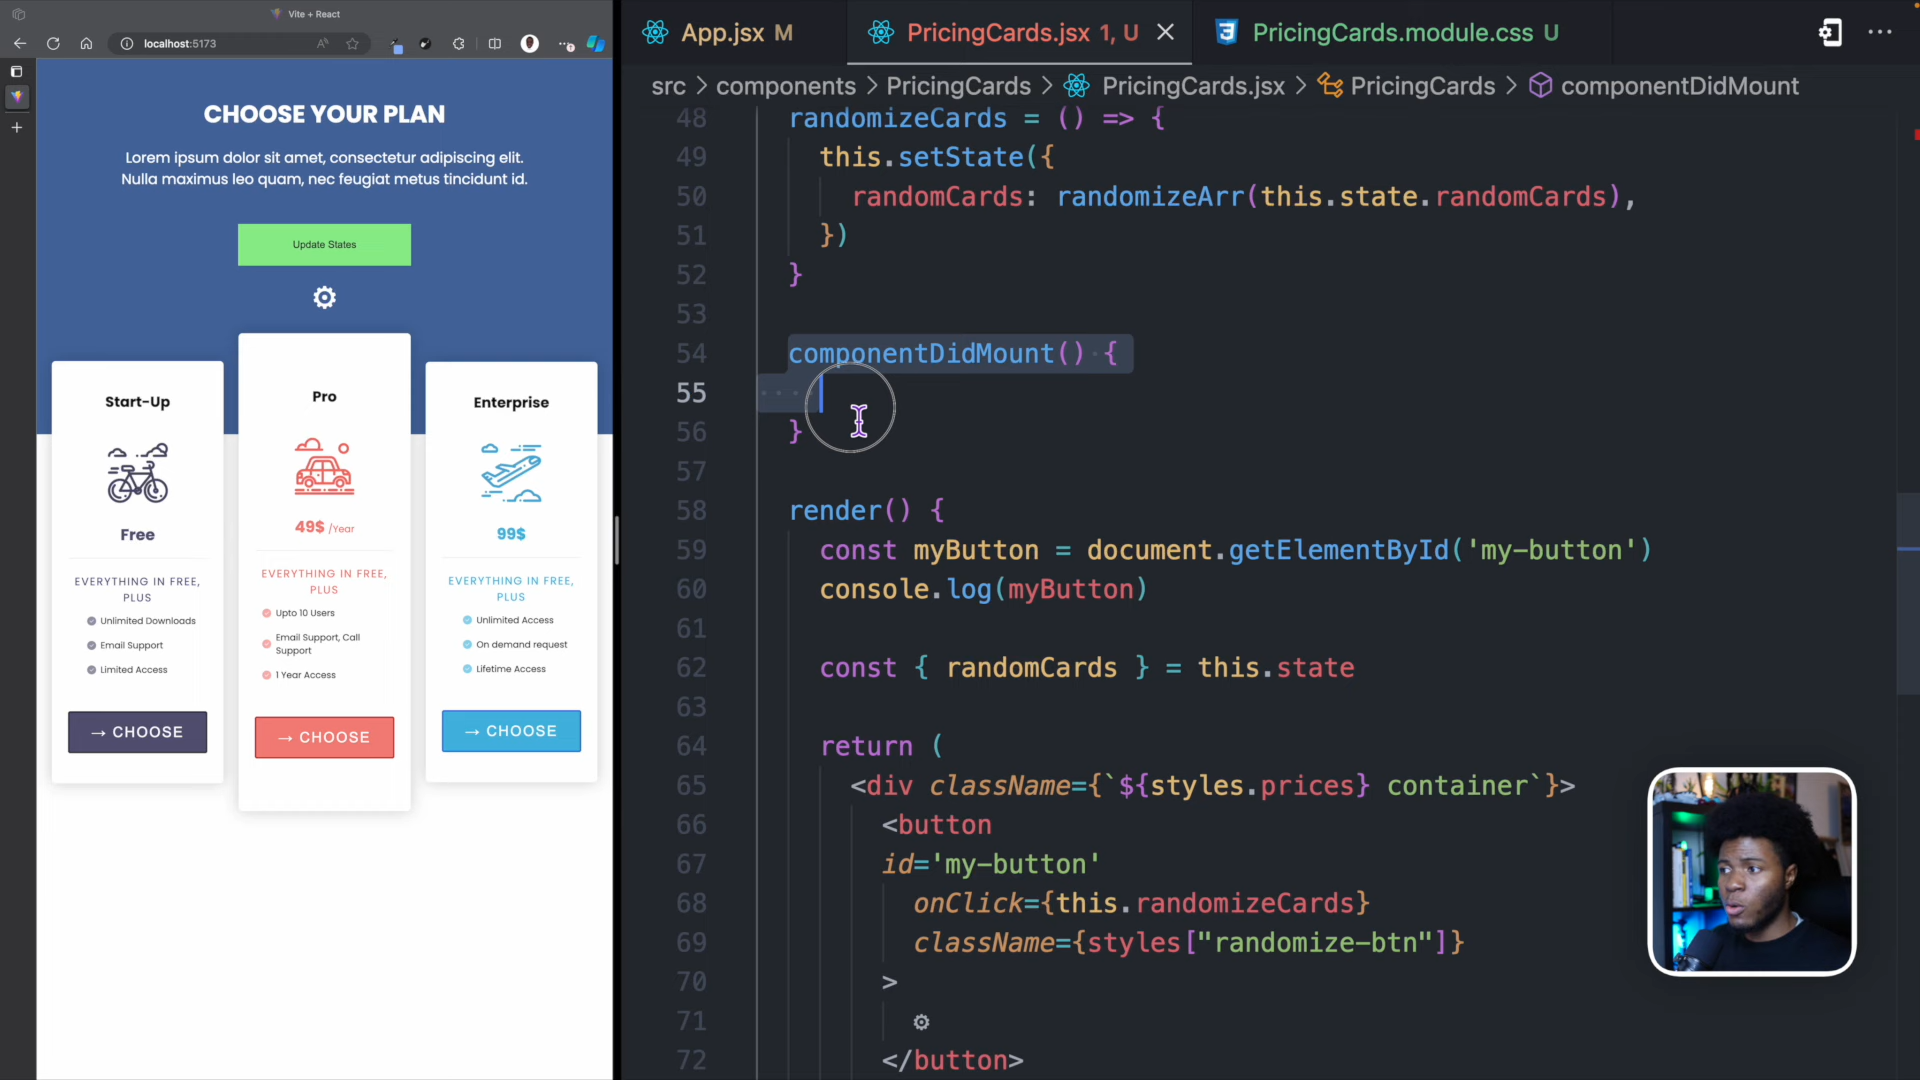 Vite + React
localhost:5173
CHOOSE YOUR PLAN
Lorem ipsum dolor sit amet, consectetur adipiscing elit.
Nulla maximus leo quam, nec feugiat metus tincidunt id.
Update States
Start-Up
Free
EVERYTHING IN FREE,
PLUS
Unlimited Downloads
Email Support
Limited Access
→ CHOOSE
Pro
49$ /Year
EVERYTHING IN FREE,
PLUS
Upto 10 Users
Email Support, Call
Support
1 Year Access
→ CHOOSE
Enterprise
99$
EVERYTHING IN FREE,
PLUS
Unlimited Access
On demand request
Lifetime Access
→ CHOOSE
App.jsx M
PricingCards.jsx 1, U
PricingCards.module.css U
src > components > PricingCards > PricingCards.jsx > PricingCards > componentDidMount
48 randomizeCards = () => {
49 this.setState({
50 randomCards: randomizeArr(this.state.randomCards),
51 })
52 }
53
54 componentDidMount() {
55
56 }
57
58 render() {
59 const myButton = document.getElementById('my-button')
60 console.log(myButton)
61
62 const { randomCards } = this.state
63
64 return (
65 <div className={`${styles.prices} container`}>
66 <button
67 id='my-button'
68 onClick={this.randomizeCards}
69 className={styles["randomize-btn"]}
70 >
71 ⚙
72 </button>